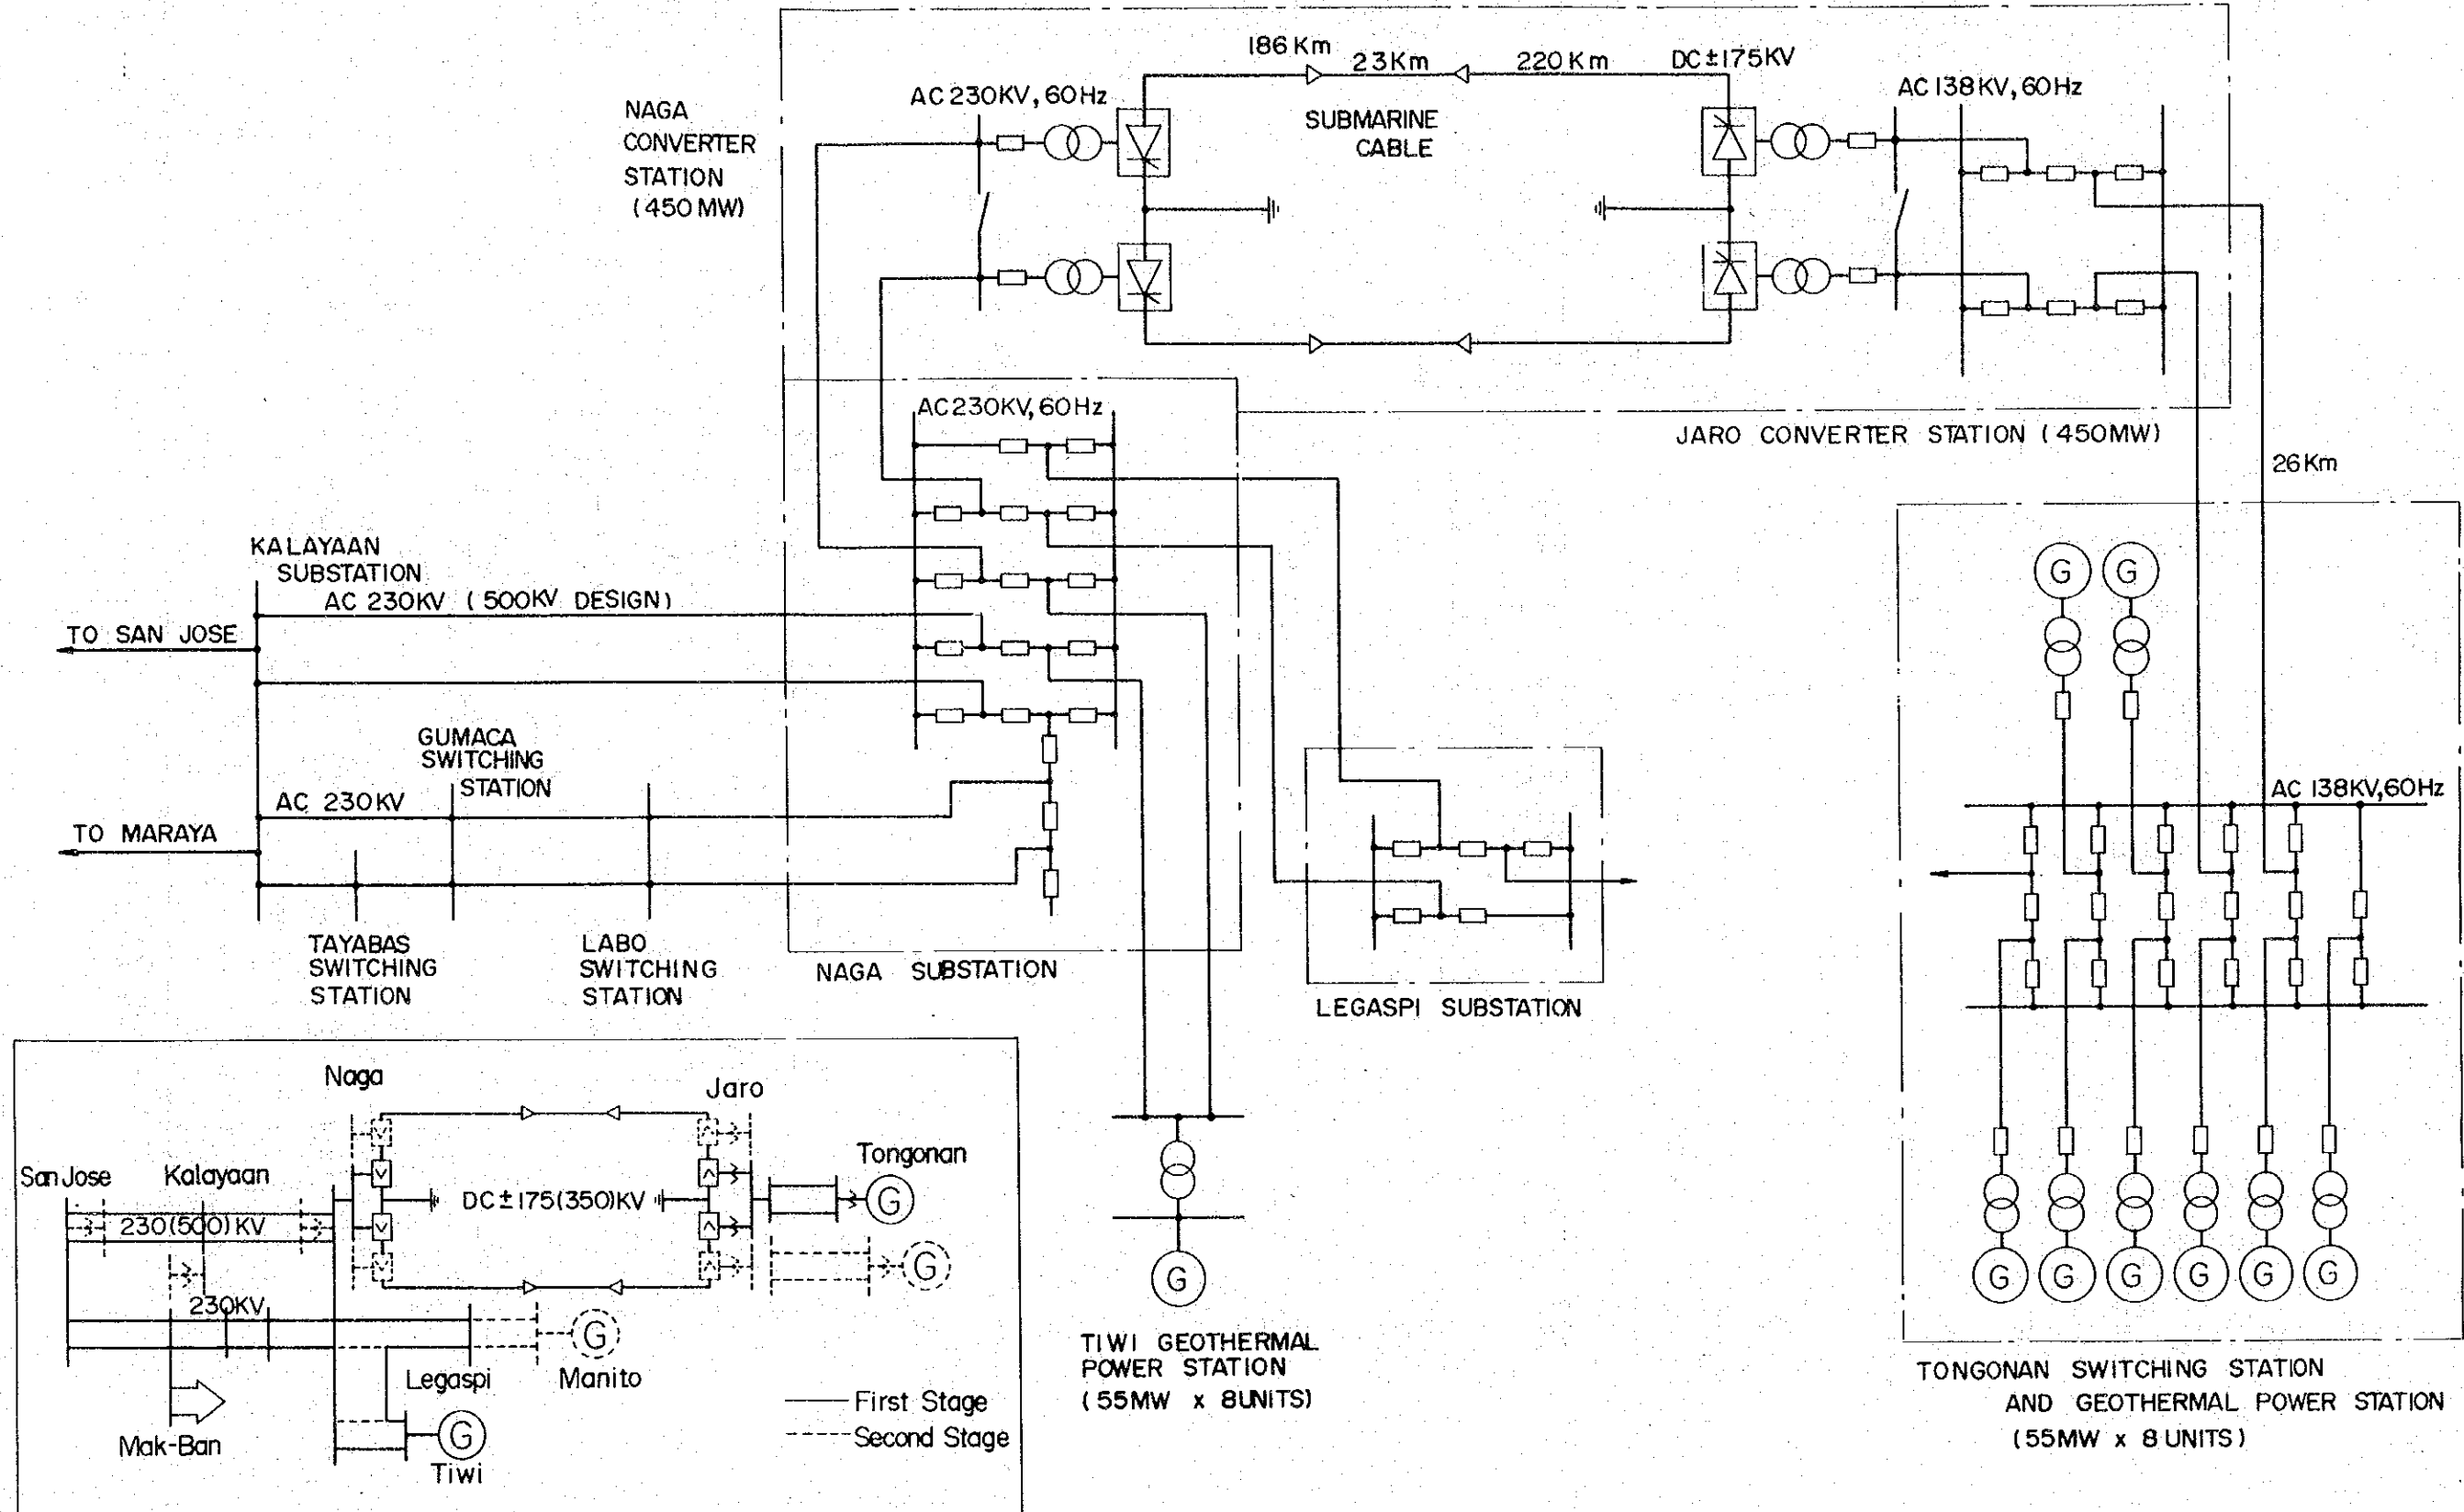 186Km
23Km
220Km
DC±175KV
AC 230KV, 60Hz
AC 138KV, 60Hz
SUBMARINE
CABLE
NAGA
CONVERTER
STATION
(450 MW)
AC 230KV, 60Hz
JARO CONVERTER STATION (450MW)
26Km
KALAYAAN
SUBSTATION
AC 230KV (500KV DESIGN)
TO SAN JOSE
GUMACA
SWITCHING
STATION
AC 230KV
TO MARAYA
TAYABAS
SWITCHING
STATION
LABO
SWITCHING
STATION
NAGA SUBSTATION
LEGASPI SUBSTATION
G
G
AC 138KV, 60Hz
G
G
G
G
G
G
TONGONAN SWITCHING STATION
AND GEOTHERMAL POWER STATION
(55MW x 8 UNITS)
G
TIWI GEOTHERMAL
POWER STATION
(55MW x 8UNITS)
Naga
Jaro
San Jose
Kalayaan
Tongonan
230(500)KV
DC±175(350)KV
G
G
230KV
G
Legaspi
Manito
Mak-Ban
G
Tiwi
First Stage
Second Stage